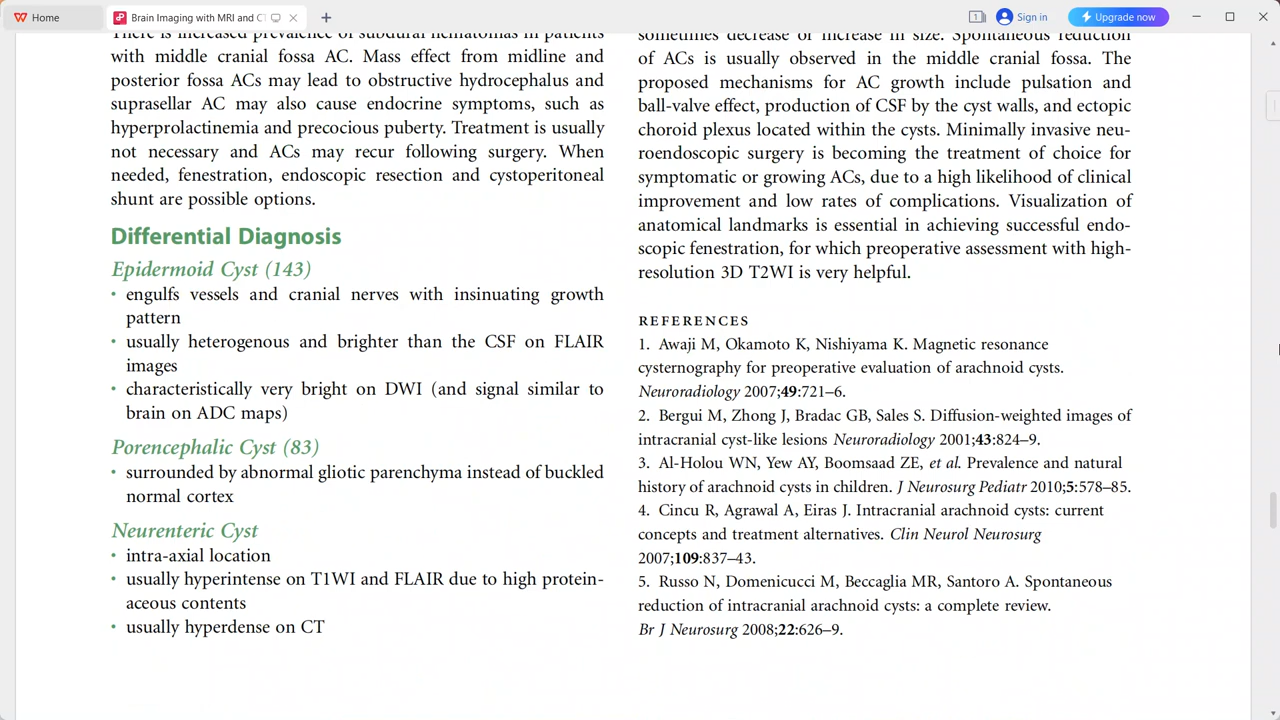 Home
Brain Imaging with MRI and C
Sign in
Upgrade now
There is increased prevalence of subdural hematomas in patients
with middle cranial fossa AC. Mass effect from midline and
posterior fossa ACs may lead to obstructive hydrocephalus and
suprasellar AC may also cause endocrine symptoms, such as
hyperprolactinemia and precocious puberty. Treatment is usually
not necessary and ACs may recur following surgery. When
needed, fenestration, endoscopic resection and cystoperitoneal
shunt are possible options.
Differential Diagnosis
Epidermoid Cyst (143)
• engulfs vessels and cranial nerves with insinuating growth
pattern
• usually heterogenous and brighter than the CSF on FLAIR
images
• characteristically very bright on DWI (and signal similar to
brain on ADC maps)
Porencephalic Cyst (83)
• surrounded by abnormal gliotic parenchyma instead of buckled
normal cortex
Neurenteric Cyst
• intra-axial location
• usually hyperintense on T1WI and FLAIR due to high protein-
aceous contents
• usually hyperdense on CT
sometimes decrease or increase in size. Spontaneous reduction
of ACs is usually observed in the middle cranial fossa. The
proposed mechanisms for AC growth include pulsation and
ball-valve effect, production of CSF by the cyst walls, and ectopic
choroid plexus located within the cysts. Minimally invasive neu-
roendoscopic surgery is becoming the treatment of choice for
symptomatic or growing ACs, due to a high likelihood of clinical
improvement and low rates of complications. Visualization of
anatomical landmarks is essential in achieving successful endo-
scopic fenestration, for which preoperative assessment with high-
resolution 3D T2WI is very helpful.
REFERENCES
1. Awaji M, Okamoto K, Nishiyama K. Magnetic resonance
cysternography for preoperative evaluation of arachnoid cysts.
Neuroradiology 2007;49:721–6.
2. Bergui M, Zhong J, Bradac GB, Sales S. Diffusion-weighted images of
intracranial cyst-like lesions Neuroradiology 2001;43:824–9.
3. Al-Holou WN, Yew AY, Boomsaad ZE, et al. Prevalence and natural
history of arachnoid cysts in children. J Neurosurg Pediatr 2010;5:578–85.
4. Cincu R, Agrawal A, Eiras J. Intracranial arachnoid cysts: current
concepts and treatment alternatives. Clin Neurol Neurosurg
2007;109:837–43.
5. Russo N, Domenicucci M, Beccaglia MR, Santoro A. Spontaneous
reduction of intracranial arachnoid cysts: a complete review.
Br J Neurosurg 2008;22:626–9.